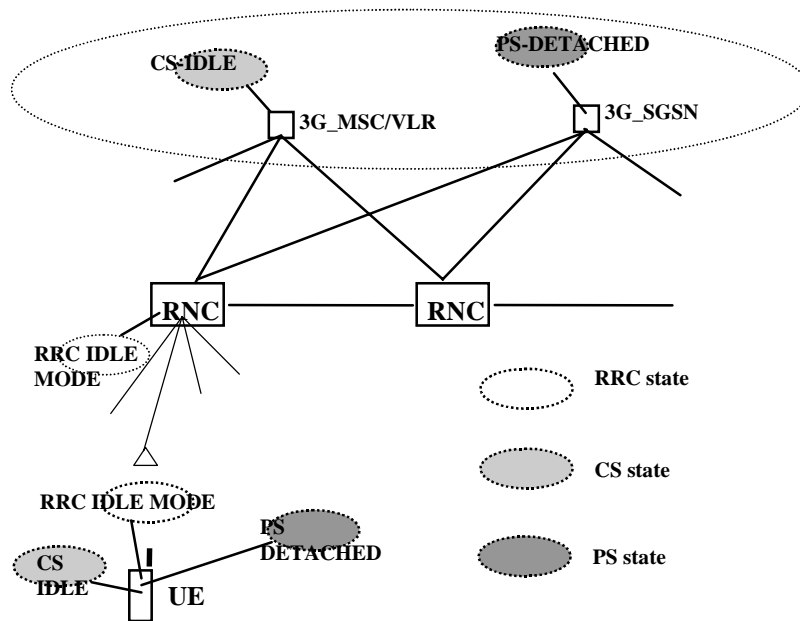 CS-IDLE
PS-DETACHED
3G_MSC/VLR
3G_SGSN
RNC
RNC
RRC IDLE
MODE
RRC state
CS state
PS state
RRC IDLE MODE
PS
DETACHED
CS
IDLE
UE